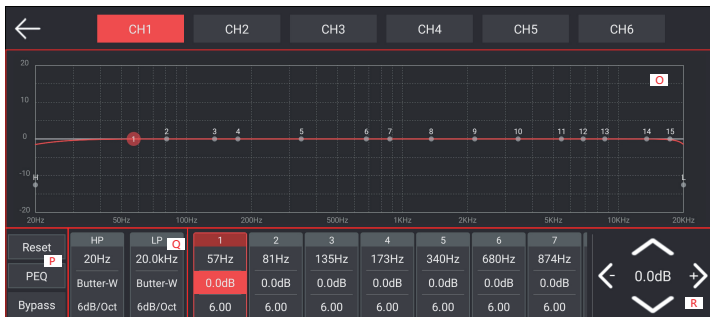 CH1 CH2 CH3 CH4 CH5 CH6
20
O
10
0
1 2 3 4 5 6 7 8 9 10 11 12 13 14 15
-10
H L
-20
20Hz 50Hz 100Hz 200Hz 500Hz 1KHz 2KHz 5KHz 10KHz 20KHz
Reset HP LP Q 1 2 3 4 5 6 7
P 20Hz 20.0kHz 57Hz 81Hz 135Hz 173Hz 340Hz 680Hz 874Hz
PEQ Butter-W Butter-W 0.0dB 0.0dB 0.0dB 0.0dB 0.0dB 0.0dB 0.0dB - 0.0dB +
Bypass 6dB/Oct 6dB/Oct 6.00 6.00 6.00 6.00 6.00 6.00 6.00 R